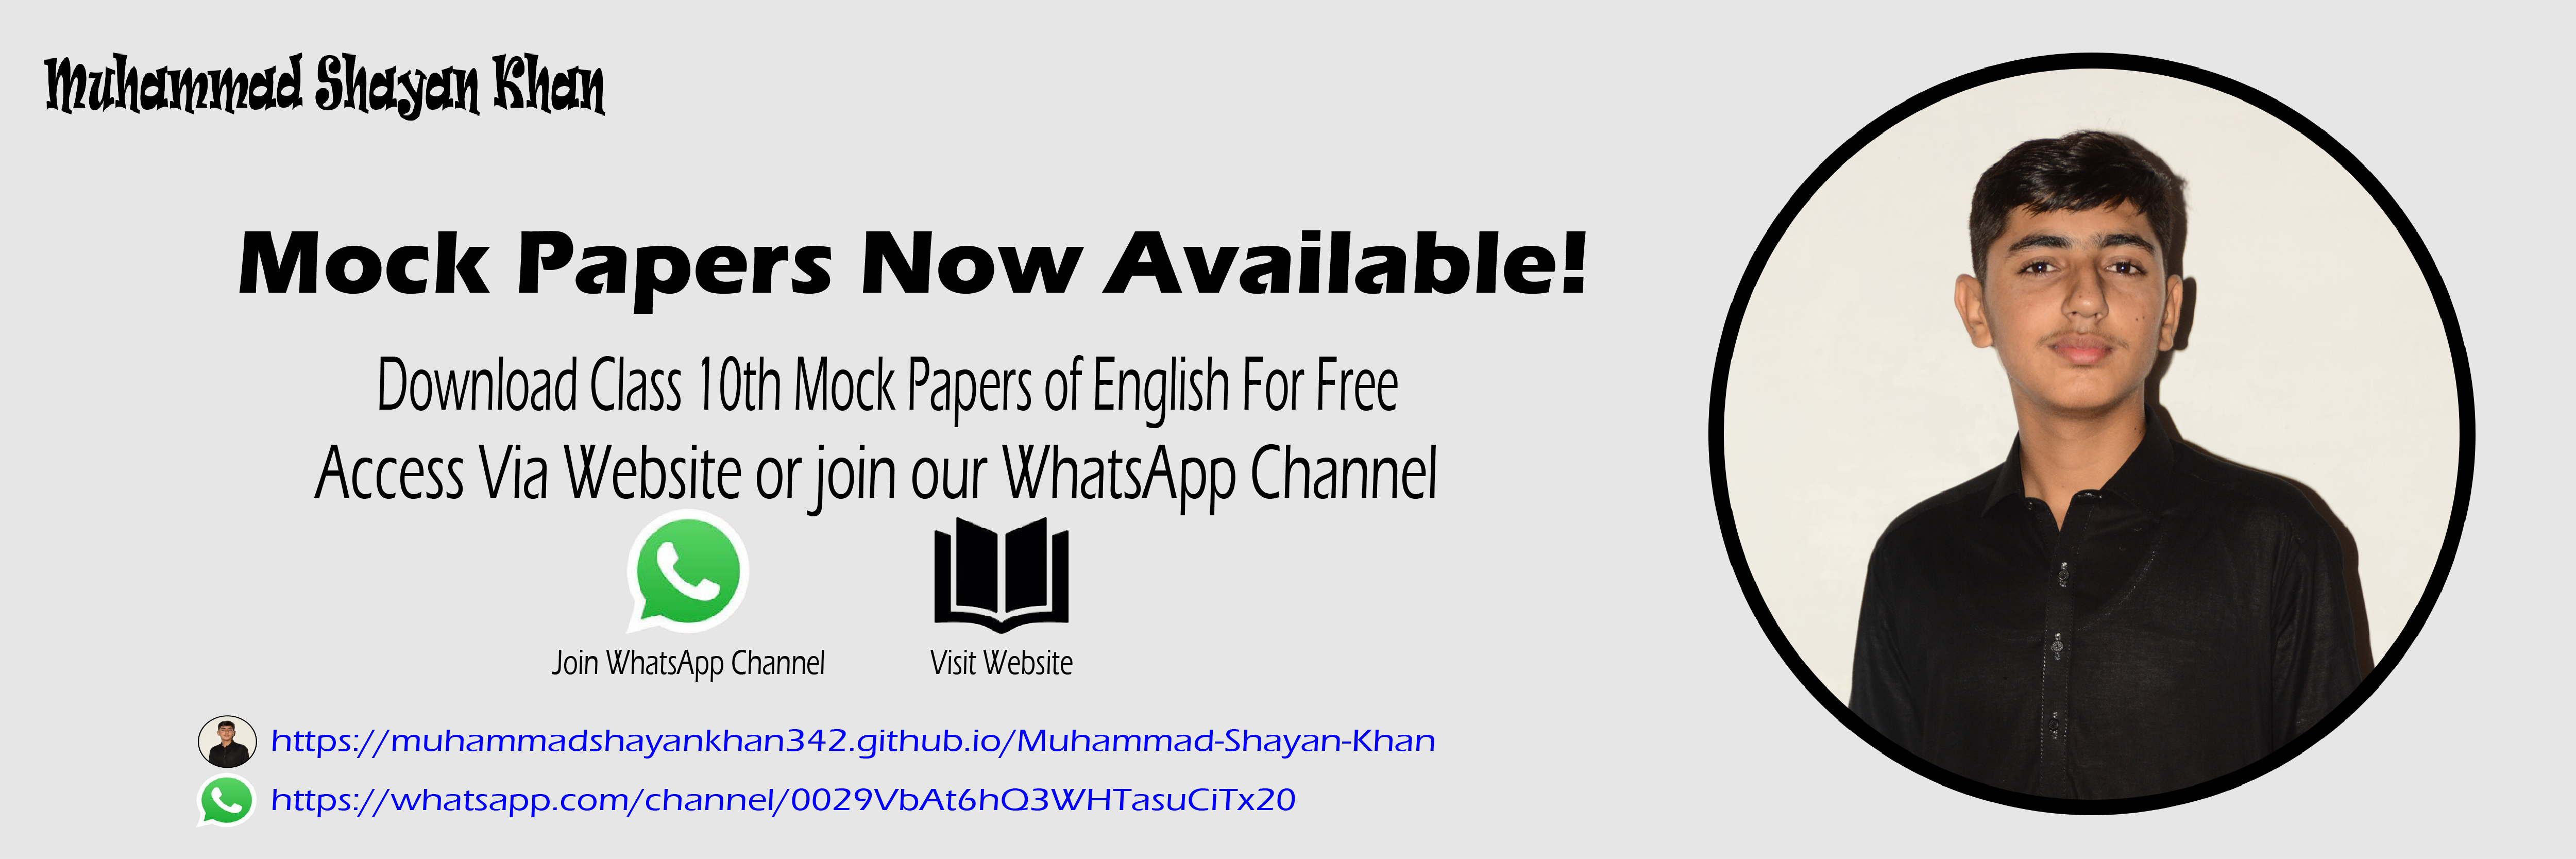 Muhammad Shayan Khan
Mock Papers Now Available!
Download Class 10th Mock Papers of English For Free
Access Via Website or join our WhatsApp Channel
Join WhatsApp Channel
Visit Website
https://muhammadshayankhan342.github.io/Muhammad-Shayan-Khan
https://whatsapp.com/channel/0029VbAt6hQ3WHTasuCiTx20